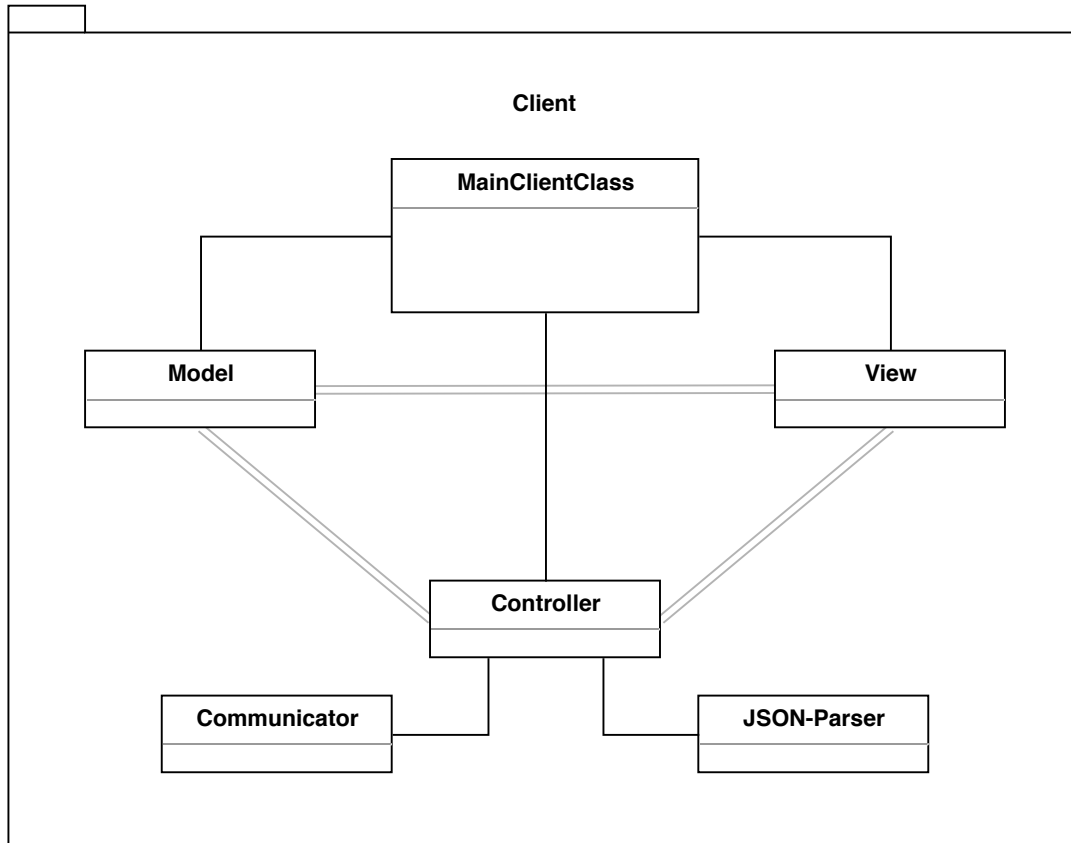 Client
MainClientClass
Model
View
Controller
Communicator
JSON-Parser